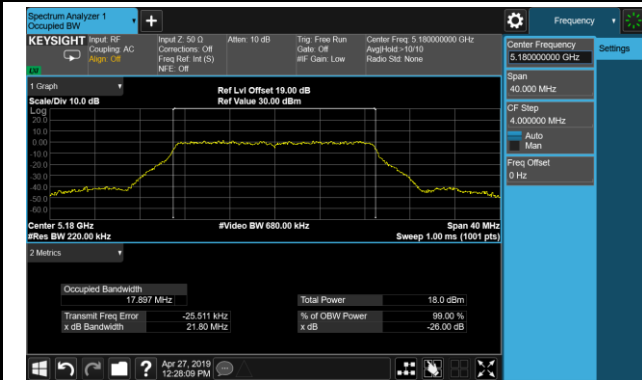 Spectrum Analyzer 1
Occupied BW
Frequency
KEYSIGHT
Input: RF
Coupling: AC
Align: Off
Input Z: 50 Ω
Corrections: Off
Freq Ref: Int (S)
NFE: Off
Atten: 10 dB
Trig: Free Run
Gate: Off
#IF Gain: Low
Center Freq: 5.180000000 GHz
Avg|Hold:>10/10
Radio Std: None
Center Frequency
5.180000000 GHz
Settings
Span
40.000 MHz
CF Step
4.000000 MHz
Auto
Man
Freq Offset
0 Hz
1 Graph
Scale/Div 10.0 dB
Ref Lvl Offset 19.00 dB
Ref Value 30.00 dBm
Log
20.0
10.0
0.00
-10.0
-20.0
-30.0
-40.0
-50.0
-60.0
Center 5.18 GHz
#Res BW 220.00 kHz
#Video BW 680.00 kHz
Span 40 MHz
Sweep 1.00 ms (1001 pts)
2 Metrics
Occupied Bandwidth
17.897 MHz
Total Power 18.0 dBm
Transmit Freq Error -25.511 kHz
% of OBW Power 99.00 %
x dB Bandwidth 21.80 MHz
x dB -26.00 dB
?
Apr 27, 2019
12:28:09 PM